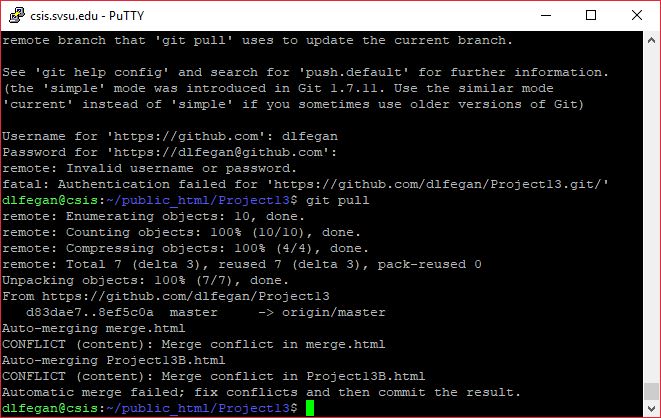 csis.svsu.edu - PuTTY
remote branch that 'git pull' uses to update the current branch.
See 'git help config' and search for 'push.default' for further information.
(the 'simple' mode was introduced in Git 1.7.11. Use the similar mode
'current' instead of 'simple' if you sometimes use older versions of Git)
Username for 'https://github.com': dlfegan
Password for 'https://dlfegan@github.com':
remote: Invalid username or password.
fatal: Authentication failed for 'https://github.com/dlfegan/Project13.git/'
dlfegan@csis:~/public_html/Project13$ git pull
remote: Enumerating objects: 10, done.
remote: Counting objects: 100% (10/10), done.
remote: Compressing objects: 100% (4/4), done.
remote: Total 7 (delta 3), reused 7 (delta 3), pack-reused 0
Unpacking objects: 100% (7/7), done.
From https://github.com/dlfegan/Project13
   d83dae7..8ef5c0a  master     -> origin/master
Auto-merging merge.html
CONFLICT (content): Merge conflict in merge.html
Auto-merging Project13B.html
CONFLICT (content): Merge conflict in Project13B.html
Automatic merge failed; fix conflicts and then commit the result.
dlfegan@csis:~/public_html/Project13$